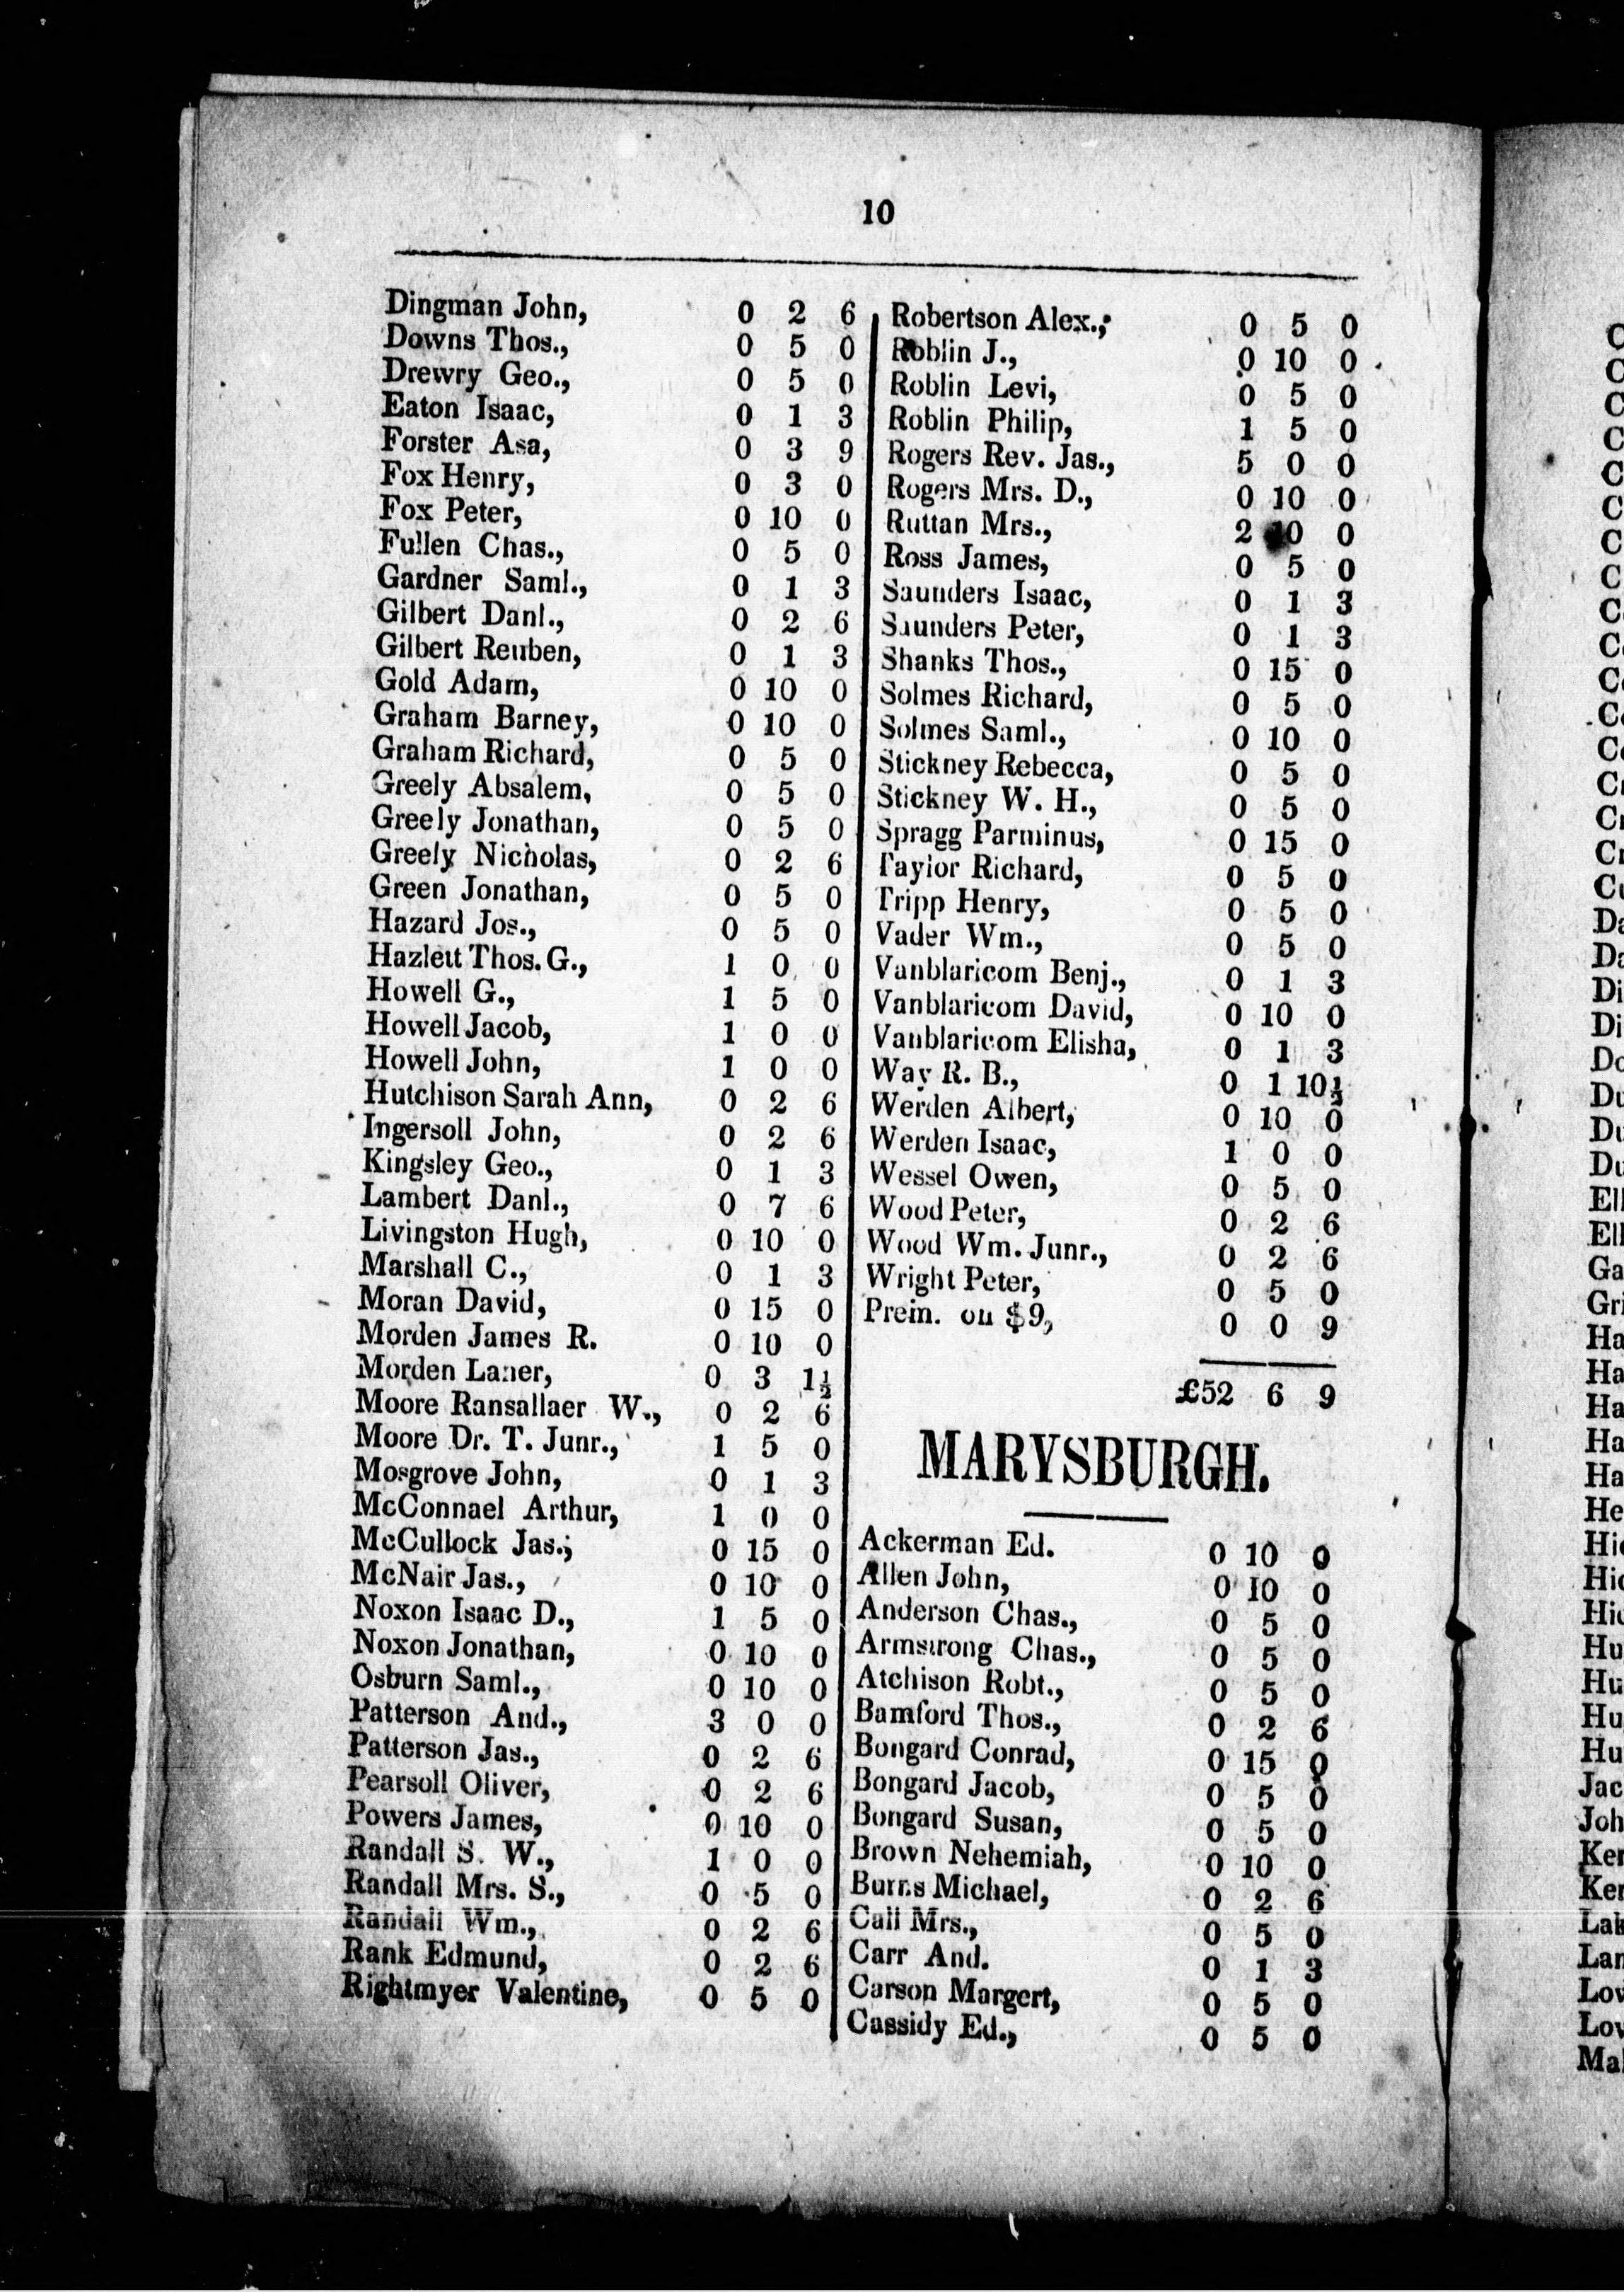 10
Dingman John, 0 2 6
Downs Thos., 0 5 0
Drewry Geo., 0 5 0
Eaton Isaac, 0 1 3
Forster Asa, 0 3 9
Fox Henry, 0 3 0
Fox Peter, 0 10 0
Fullen Chas., 0 5 0
Gardner Saml., 0 1 3
Gilbert Danl., 0 2 6
Gilbert Reuben, 0 1 3
Gold Adam, 0 10 0
Graham Barney, 0 10 0
Graham Richard, 0 5 0
Greely Absalem, 0 5 0
Greely Jonathan, 0 5 0
Greely Nicholas, 0 2 6
Green Jonathan, 0 5 0
Hazard Jos., 0 5 0
Hazlett Thos. G., 1 0 0
Howell G., 1 5 0
Howell Jacob, 1 0 0
Howell John, 1 0 0
Hutchison Sarah Ann, 0 2 6
Ingersoll John, 0 2 6
Kingsley Geo., 0 1 3
Lambert Danl., 0 7 6
Livingston Hugh, 0 10 0
Marshall C., 0 1 3
Moran David, 0 15 0
Morden James R. 0 10 0
Morden Laner, 0 3 1½
Moore Ransallaer W., 0 2 6
Moore Dr. T. Junr., 1 5 0
Mosgrove John, 0 1 3
McConnael Arthur, 1 0 0
McCullock Jas., 0 15 0
McNair Jas., 0 10 0
Noxon Isaac D., 1 5 0
Noxon Jonathan, 0 10 0
Osburn Saml., 0 10 0
Patterson And., 3 0 0
Patterson Jas., 0 2 6
Pearsoll Oliver, 0 2 6
Powers James, 0 10 0
Randall S. W., 1 0 0
Randall Mrs. S., 0 5 0
Randall Wm., 0 2 6
Rank Edmund, 0 2 6
Rightmyer Valentine, 0 5 0
Robertson Alex., 0 5 0
Roblin J., 0 10 0
Roblin Levi, 0 5 0
Roblin Philip, 1 5 0
Rogers Rev. Jas., 5 0 0
Rogers Mrs. D., 0 10 0
Ruttan Mrs., 2 10 0
Ross James, 0 5 0
Saunders Isaac, 0 1 3
Saunders Peter, 0 1 3
Shanks Thos., 0 15 0
Solmes Richard, 0 5 0
Solmes Saml., 0 10 0
Stickney Rebecca, 0 5 0
Stickney W. H., 0 5 0
Spragg Parminus, 0 15 0
Taylor Richard, 0 5 0
Tripp Henry, 0 5 0
Vader Wm., 0 5 0
Vanblaricom Benj., 0 1 3
Vanblaricom David, 0 10 0
Vanblaricom Elisha, 0 1 3
Way R. B., 0 1 10½
Werden Albert, 0 10 0
Werden Isaac, 1 0 0
Wessel Owen, 0 5 0
Wood Peter, 0 2 6
Wood Wm. Junr., 0 2 6
Wright Peter, 0 5 0
Prem. on $9, 0 0 9
£52 6 9
MARYSBURGH.
Ackerman Ed. 0 10 0
Allen John, 0 10 0
Anderson Chas., 0 5 0
Armstrong Chas., 0 5 0
Atchison Robt., 0 5 0
Bamford Thos., 0 2 6
Bongard Conrad, 0 15 0
Bongard Jacob, 0 5 0
Bongard Susan, 0 5 0
Brown Nehemiah, 0 10 0
Burns Michael, 0 2 6
Call Mrs., 0 5 0
Carr And. 0 1 3
Carson Margert, 0 5 0
Cassidy Ed., 0 5 0